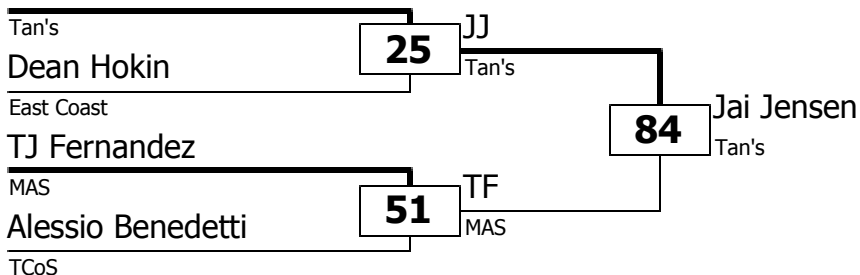 Tan's
Dean Hokin
East Coast
TJ Fernandez
MAS
Alessio Benedetti
TCoS
25
JJ
Tan's
51
TF
MAS
84
Jai Jensen
Tan's